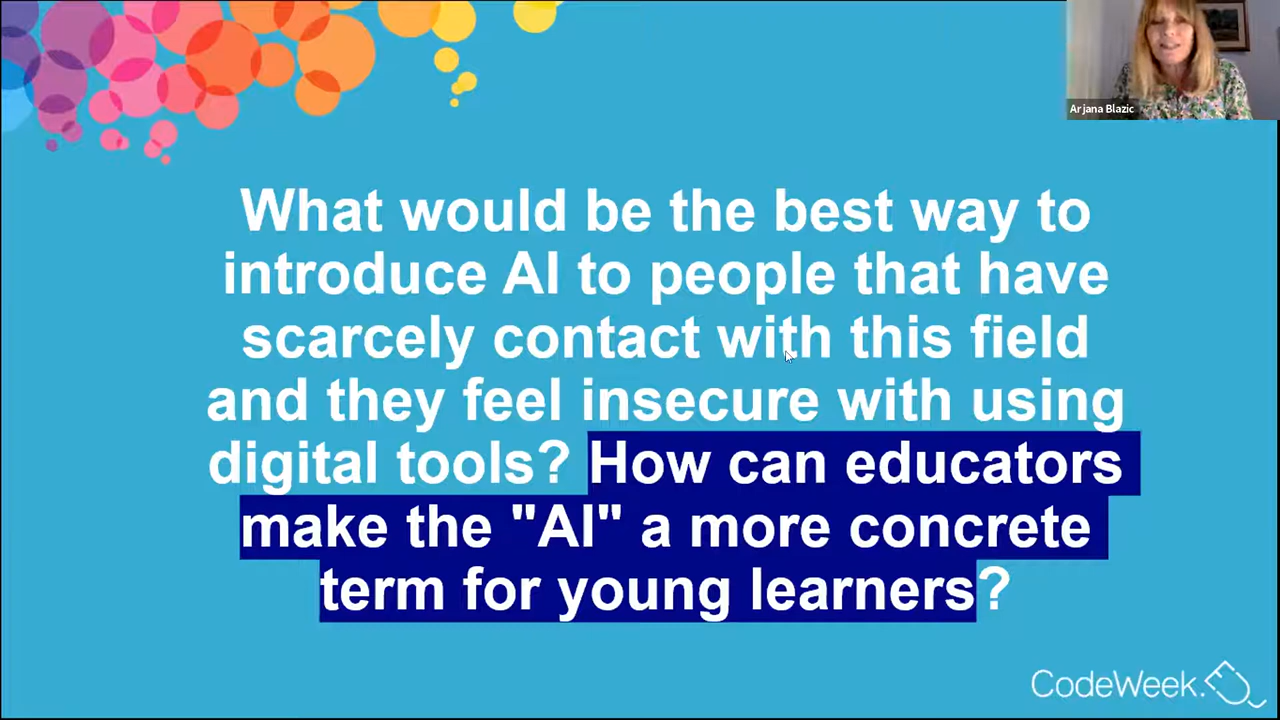 Arjana Blazic
What would be the best way to
introduce AI to people that have
scarcely contact with this field
and they feel insecure with using
digital tools? How can educators
make the "AI" a more concrete
term for young learners?
CodeWeek.